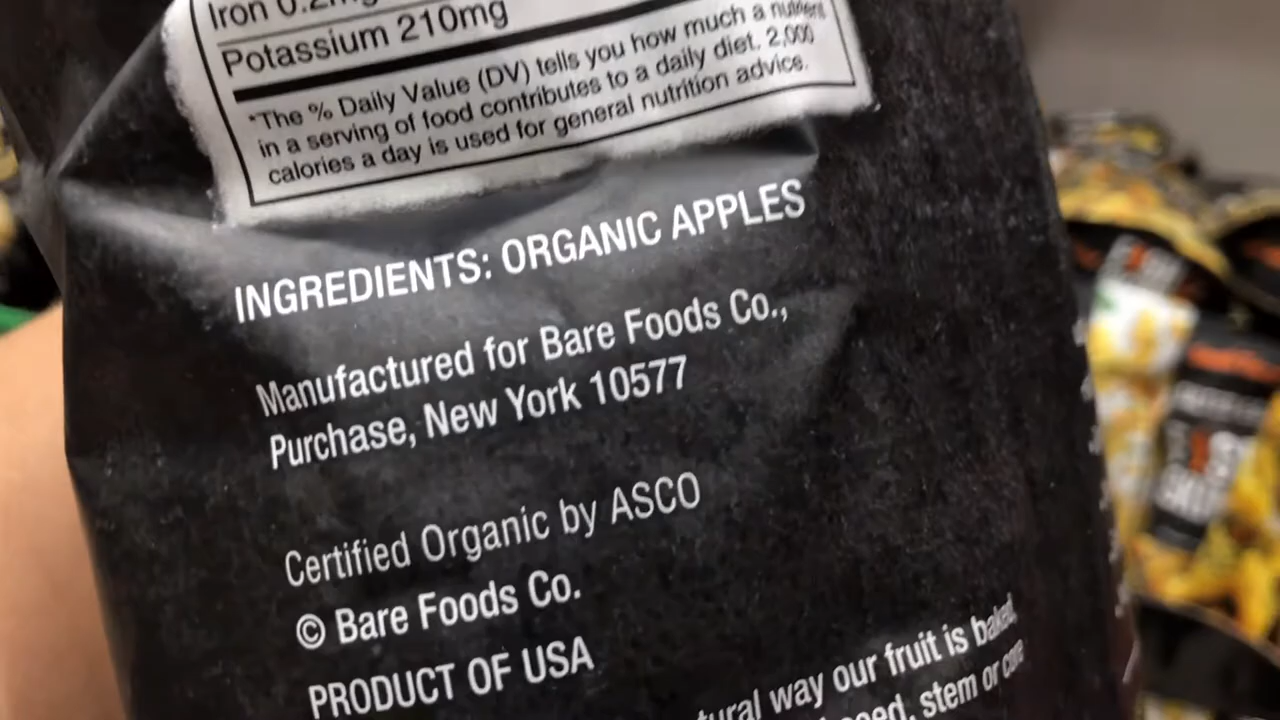 Iron 0.2mg
Potassium 210mg
*The % Daily Value (DV) tells you how much a nutrient
in a serving of food contributes to a daily diet. 2,000
calories a day is used for general nutrition advice.
INGREDIENTS: ORGANIC APPLES
Manufactured for Bare Foods Co.,
Purchase, New York 10577
Certified Organic by ASCO
© Bare Foods Co.
PRODUCT OF USA
way our fruit is baked,
stem or core